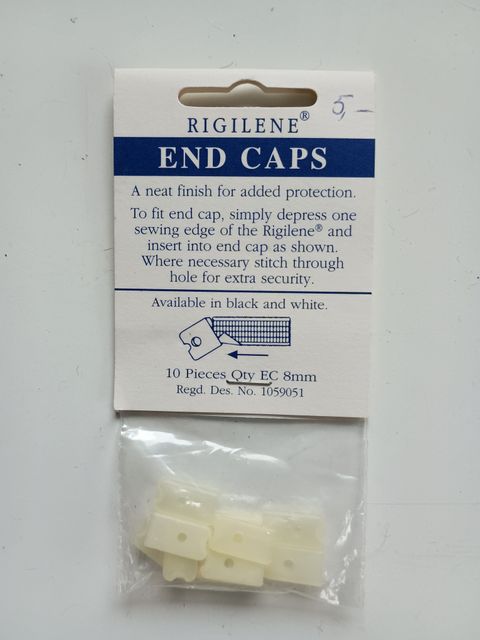 5,-
RIGILENE®
END CAPS
A neat finish for added protection.
To fit end cap, simply depress one
sewing edge of the Rigilene® and
insert into end cap as shown.
Where necessary stitch through
hole for extra security.
Available in black and white.
10 Pieces Qty EC 8mm
Regd. Des. No. 1059051